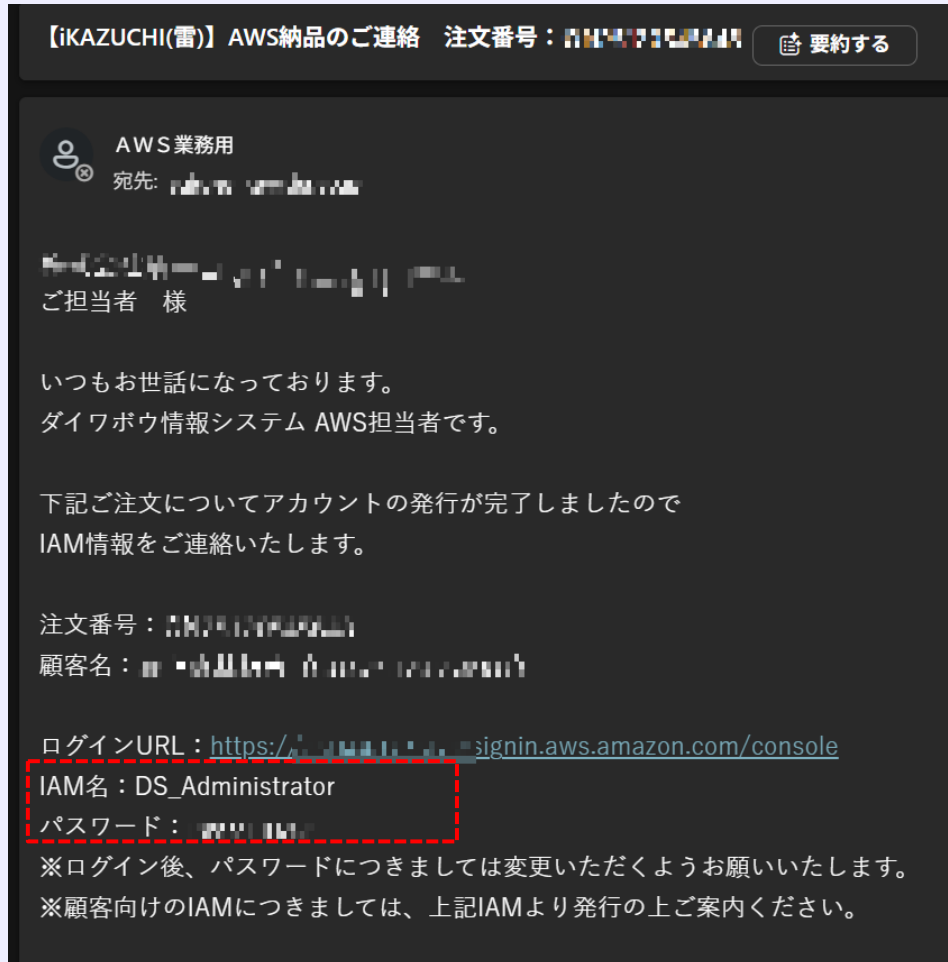 【iKAZUCHI(雷)】AWS納品のご連絡　注文番号：
要約する
AWS業務用
宛先:
ご担当者　様
いつもお世話になっております。
ダイワボウ情報システム AWS担当者です。
下記ご注文についてアカウントの発行が完了しましたので
IAM情報をご連絡いたします。
注文番号：
顧客名：
ログインURL：https:/ signin.aws.amazon.com/console
IAM名：DS_Administrator
パスワード：
※ログイン後、パスワードにつきましては変更いただくようお願いいたします。
※顧客向けのIAMにつきましては、上記IAMより発行の上ご案内ください。